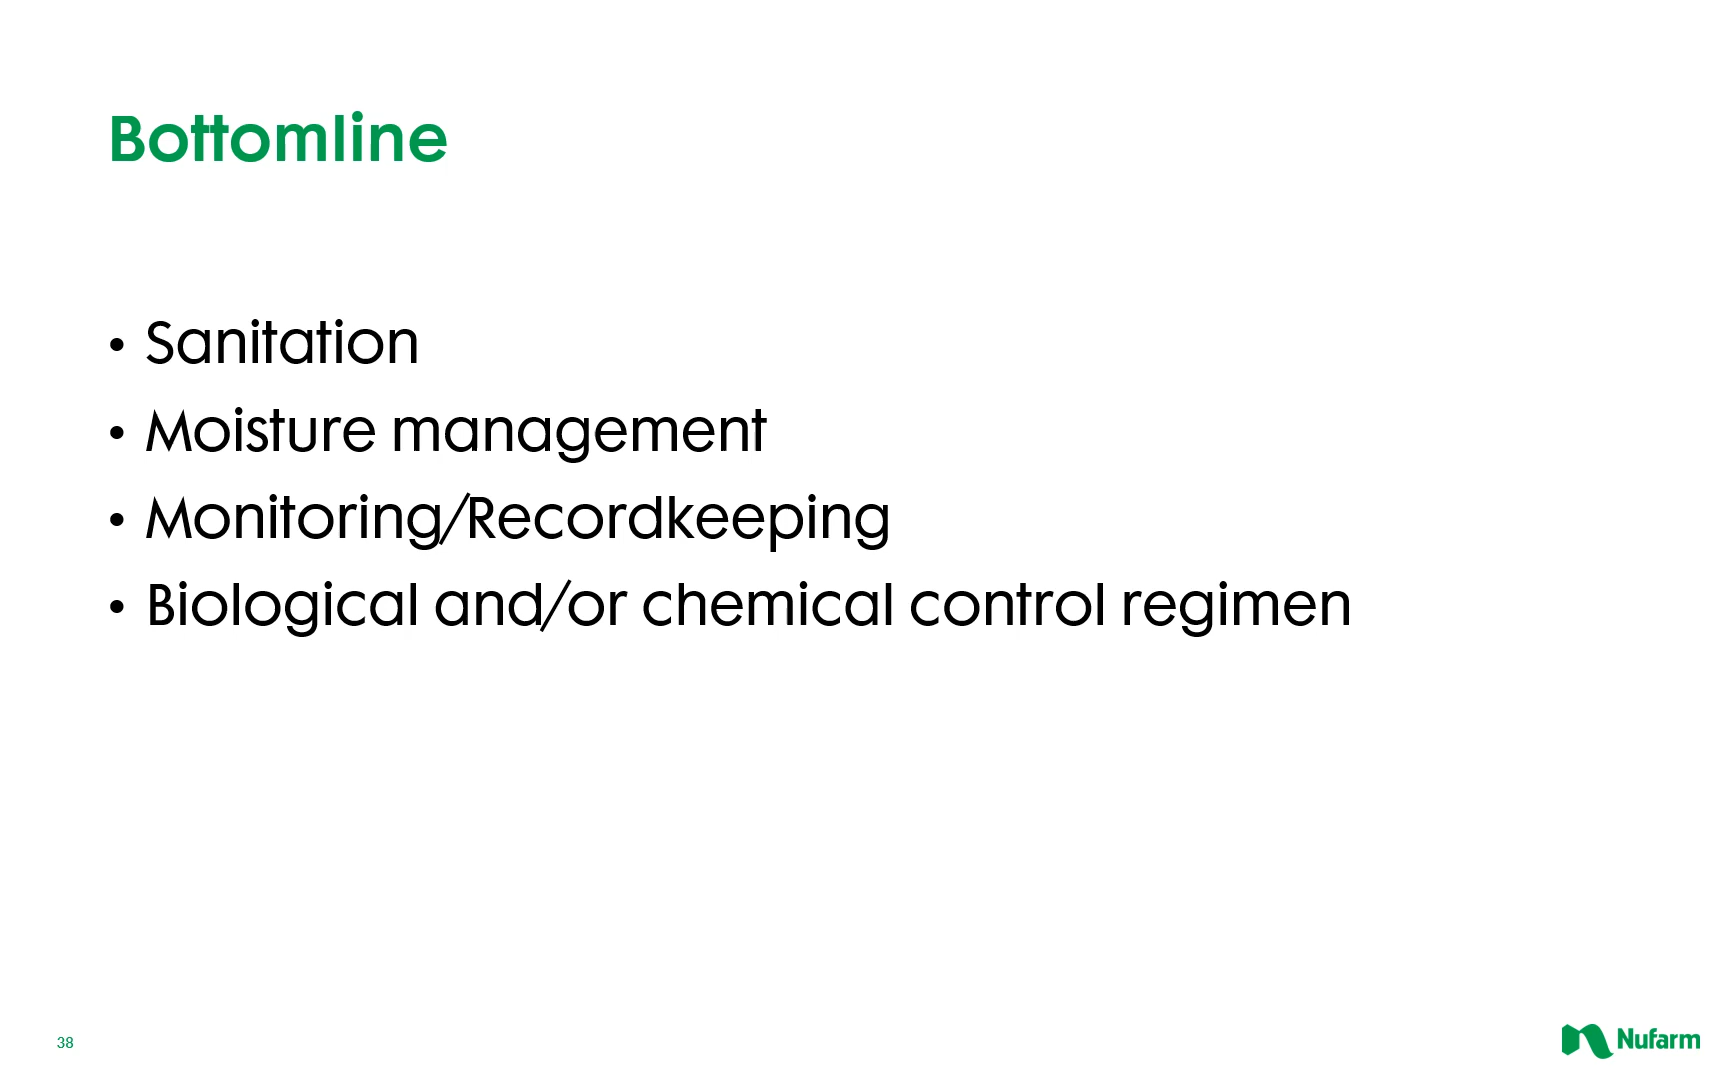 Bottomline
• Sanitation
• Moisture management
• Monitoring/Recordkeeping
• Biological and/or chemical control regimen
38
Nufarm